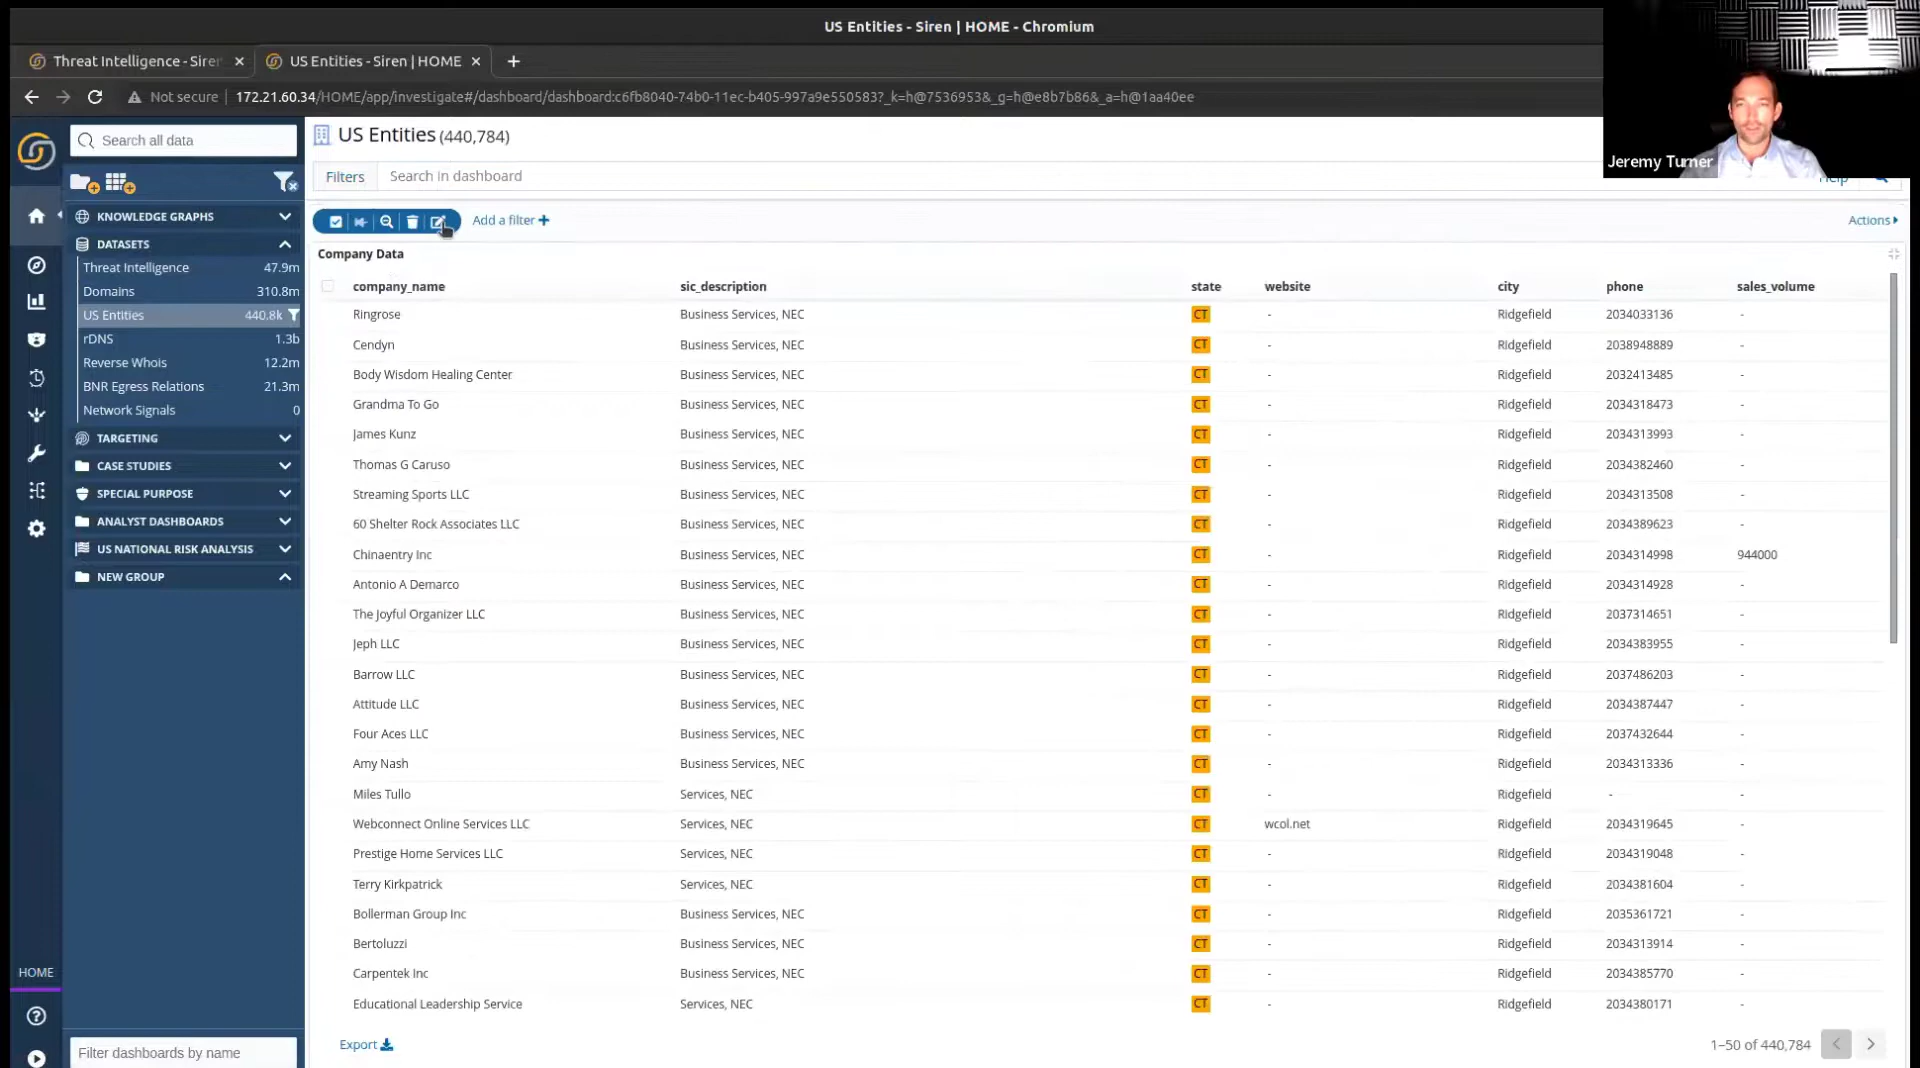 US Entities - Siren | HOME - Chromium
Threat Intelligence - Siren
US Entities - Siren | HOME
Not secure | 172.21.60.34/HOME/app/investigate#/dashboard/dashboard:c6fb8040-74b0-11ec-b405-997a9e550583?_k=h@7536953&_g=h@e8b7b86&_a=h@1aa40ee
Jeremy Turner
Search all data
US Entities (440,784)
Filters Search in dashboard Help
Add a filter
Actions
KNOWLEDGE GRAPHS
DATASETS
Threat Intelligence 47.9m
Domains 310.8m
US Entities 440.8k
rDNS 1.3b
Reverse Whois 12.2m
BNR Egress Relations 21.3m
Network Signals 0
TARGETING
CASE STUDIES
SPECIAL PURPOSE
ANALYST DASHBOARDS
US NATIONAL RISK ANALYSIS
NEW GROUP
HOME
Filter dashboards by name
Company Data
company_name sic_description state website city phone sales_volume
Ringrose Business Services, NEC CT - Ridgefield 2034033136 -
Cendyn Business Services, NEC CT - Ridgefield 2038948889 -
Body Wisdom Healing Center Business Services, NEC CT - Ridgefield 2032413485 -
Grandma To Go Business Services, NEC CT - Ridgefield 2034318473 -
James Kunz Business Services, NEC CT - Ridgefield 2034313993 -
Thomas G Caruso Business Services, NEC CT - Ridgefield 2034382460 -
Streaming Sports LLC Business Services, NEC CT - Ridgefield 2034313508 -
60 Shelter Rock Associates LLC Business Services, NEC CT - Ridgefield 2034389623 -
Chinaentry Inc Business Services, NEC CT - Ridgefield 2034314998 944000
Antonio A Demarco Business Services, NEC CT - Ridgefield 2034314928 -
The Joyful Organizer LLC Business Services, NEC CT - Ridgefield 2037314651 -
Jeph LLC Business Services, NEC CT - Ridgefield 2034383955 -
Barrow LLC Business Services, NEC CT - Ridgefield 2037486203 -
Attitude LLC Business Services, NEC CT - Ridgefield 2034387447 -
Four Aces LLC Business Services, NEC CT - Ridgefield 2037432644 -
Amy Nash Business Services, NEC CT - Ridgefield 2034313336 -
Miles Tullo Services, NEC CT Ridgefield - -
Webconnect Online Services LLC Services, NEC CT wcol.net Ridgefield 2034319645 -
Prestige Home Services LLC Services, NEC CT - Ridgefield 2034319048 -
Terry Kirkpatrick Services, NEC CT - Ridgefield 2034381604 -
Bollerman Group Inc Business Services, NEC CT - Ridgefield 2035361721 -
Bertoluzzi Business Services, NEC CT - Ridgefield 2034313914 -
Carpentek Inc Business Services, NEC CT - Ridgefield 2034385770 -
Educational Leadership Service Services, NEC CT - Ridgefield 2034380171 -
Export
1–50 of 440,784